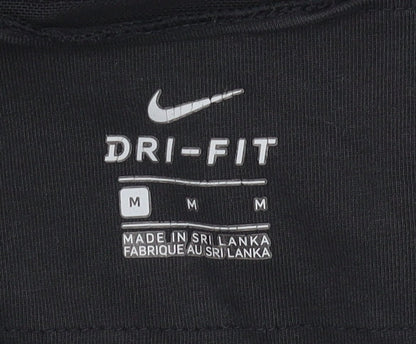 DRI-FIT
M M M
MADE IN SRI LANKA
FABRIQUE AU SRI LANKA